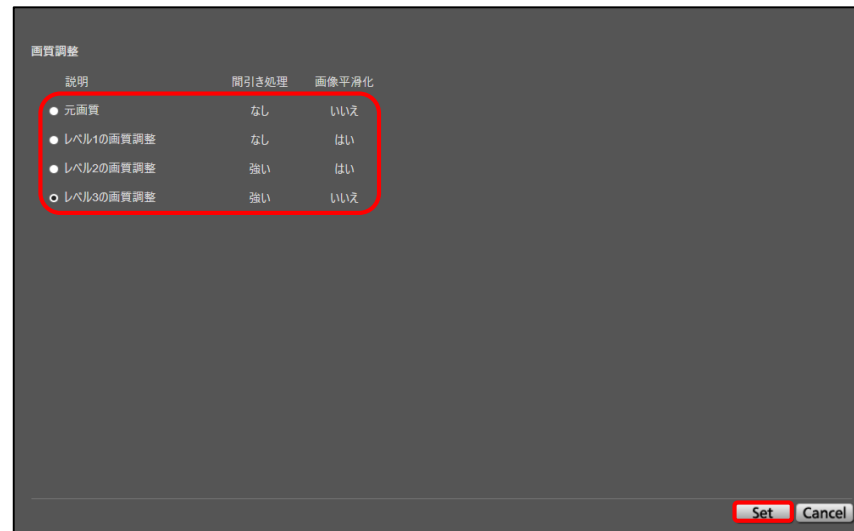 画質調整
説明 間引き処理 画像平滑化
元画質 なし いいえ
レベル1の画質調整 なし はい
レベル2の画質調整 強い はい
レベル3の画質調整 強い いいえ
Set Cancel